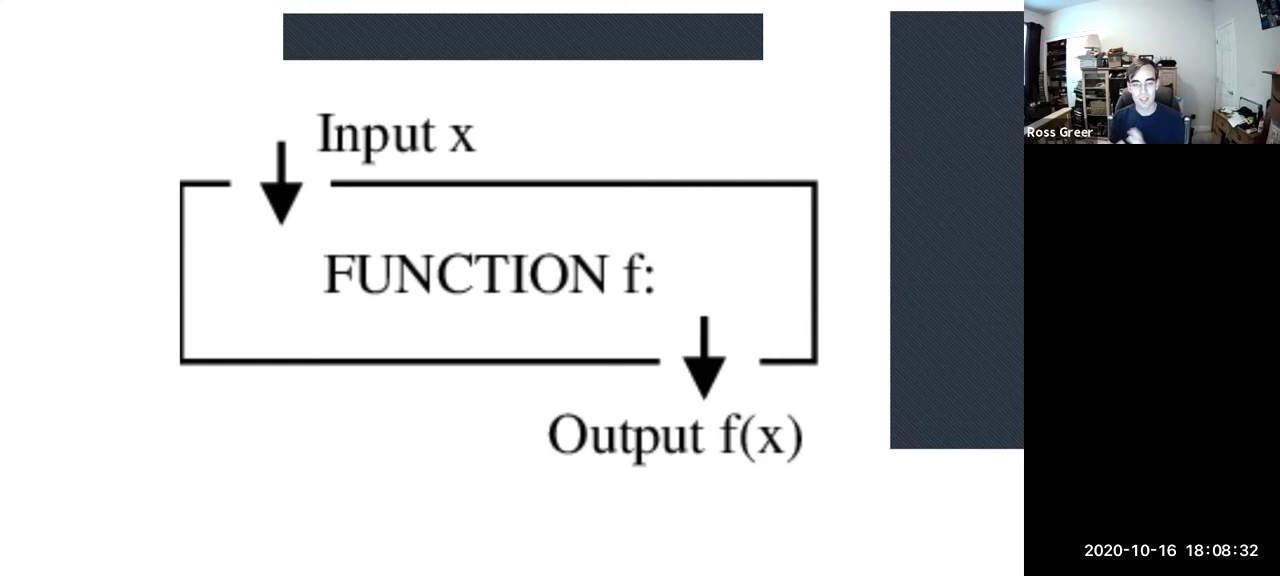 Input x
FUNCTION f:
Output f(x)
Ross Greer
2020-10-16 18:08:32